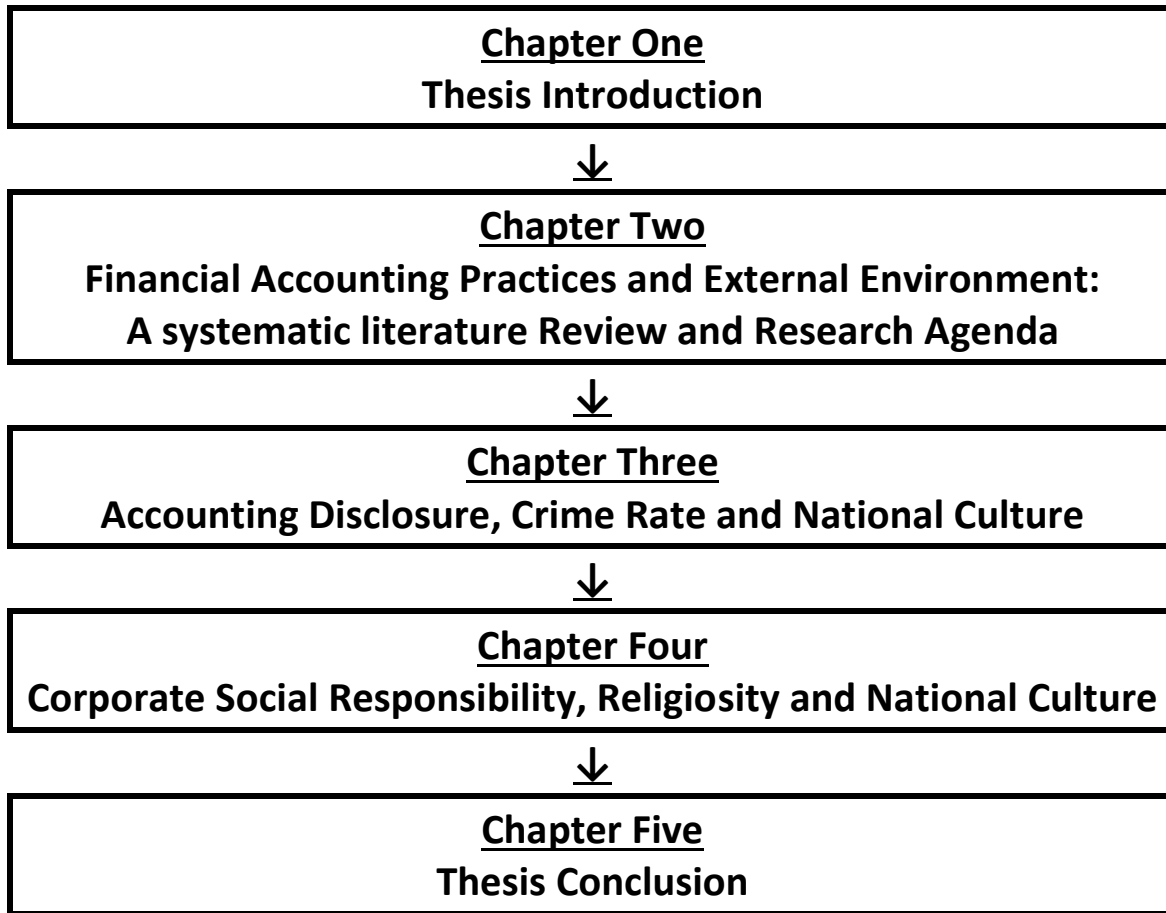 Chapter One
Thesis Introduction
↓
Chapter Two
Financial Accounting Practices and External Environment:
A systematic literature Review and Research Agenda
↓
Chapter Three
Accounting Disclosure, Crime Rate and National Culture
↓
Chapter Four
Corporate Social Responsibility, Religiosity and National Culture
↓
Chapter Five
Thesis Conclusion